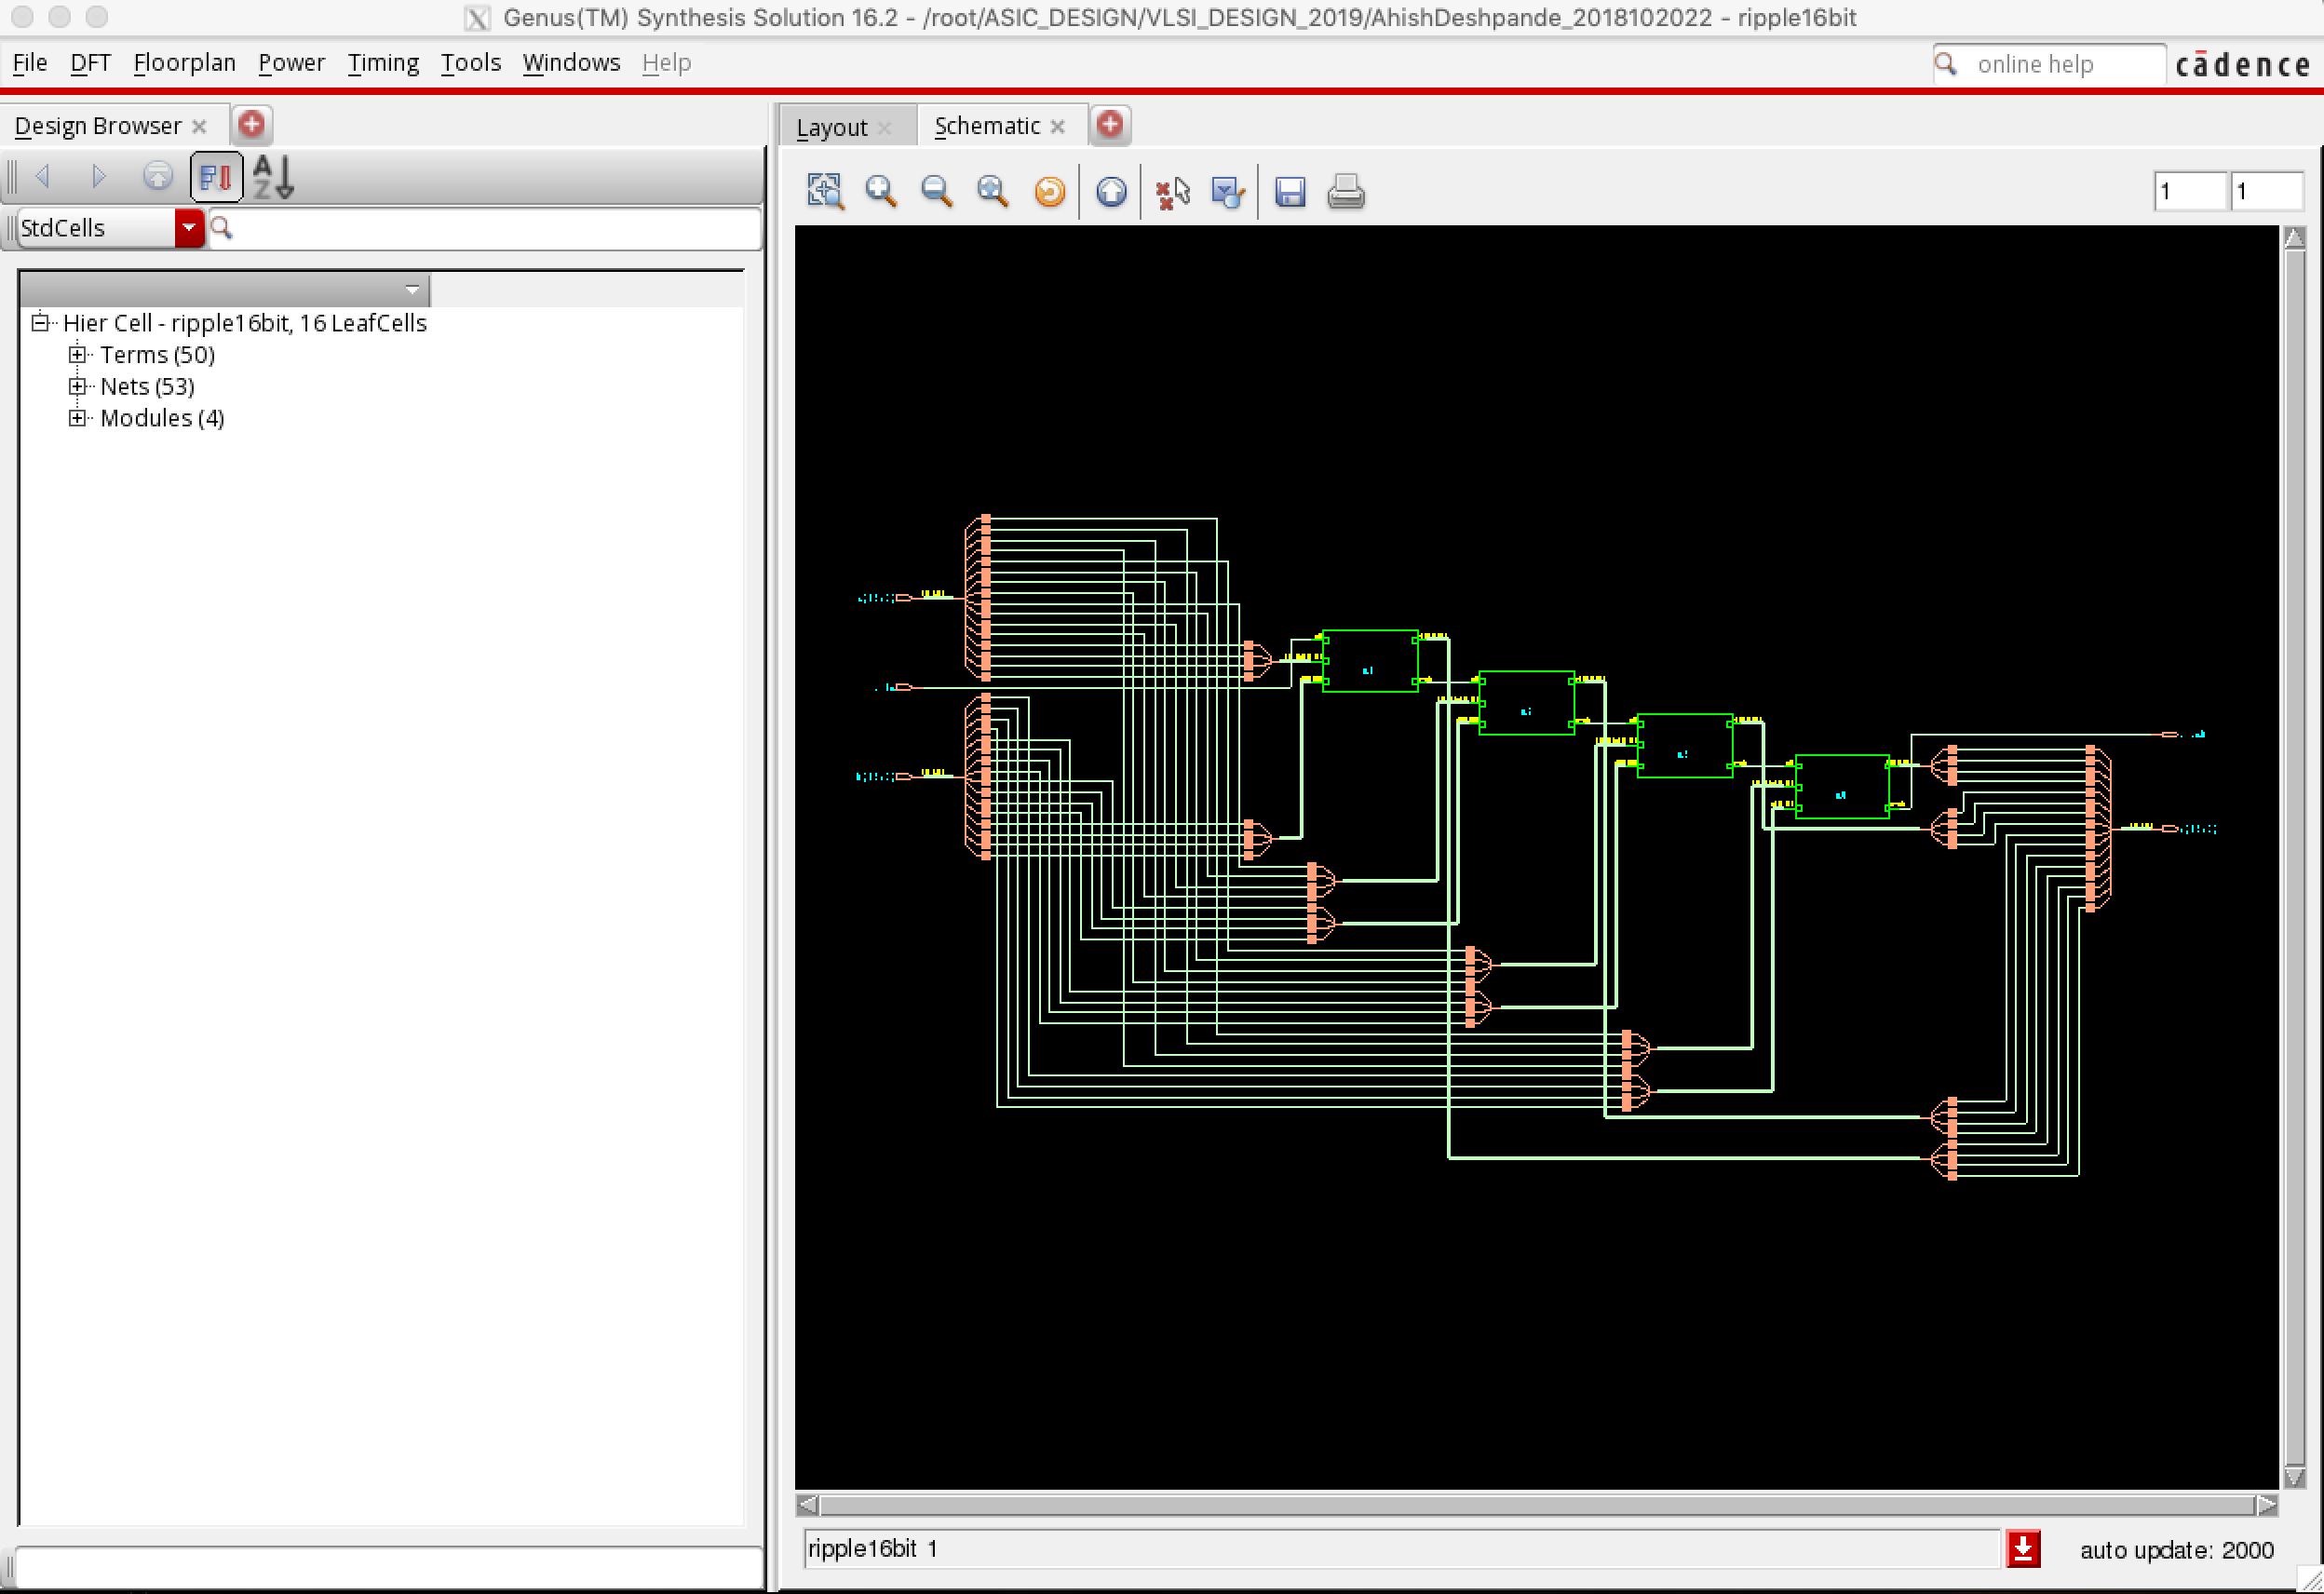 Genus(TM) Synthesis Solution 16.2 - /root/ASIC_DESIGN/VLSI_DESIGN_2019/AhishDeshpande_2018102022 - ripple16bit
File DFT Floorplan Power Timing Tools Windows Help
online help
cādence
Design Browser
Layout Schematic
A
Z
1 1
StdCells
Hier Cell - ripple16bit, 16 LeafCells
Terms (50)
Nets (53)
Modules (4)
ripple16bit 1
auto update: 2000